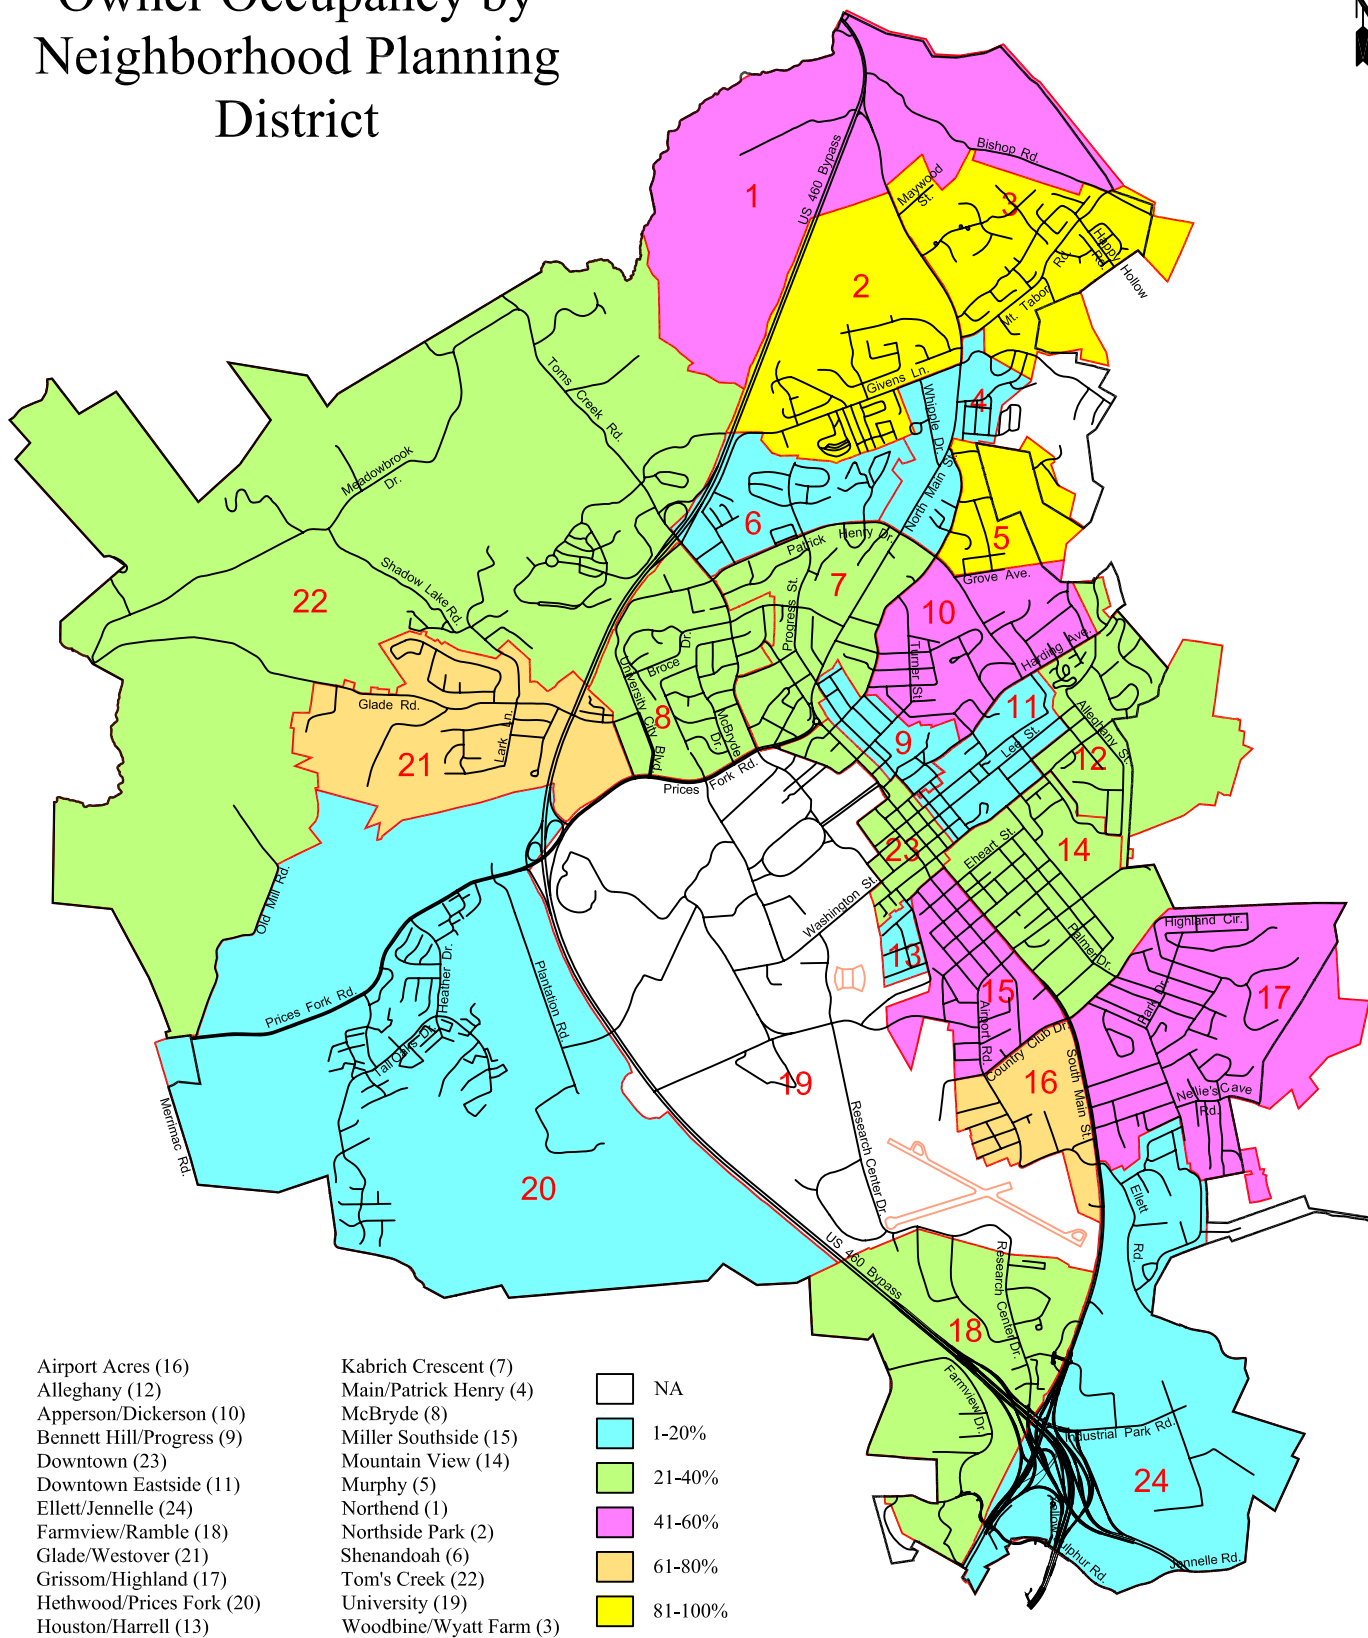 Owner Occupancy by
Neighborhood Planning
District
N
1
US 460 Bypass
Bishop Rd.
Maywood
St.
3
Happy Hollow
Rd.
Mt. Tabor Rd.
2
Givens Ln.
Whipple Dr.
4
Toms Creek Rd.
Meadowbrook
Dr.
North Main St.
6
5
Patrick Henry Dr.
7
Grove Ave.
Shadow Lake Rd.
22
Progress St.
10
Harding Ave.
Turner St.
Broce Dr.
University City Blvd
8
McBryde
Dr.
Glade Rd.
Lark Ln.
21
11
Lee St.
Alleghany St.
9
12
Prices Fork Rd.
23
Eheart St.
14
Washington St.
Old Mill Rd.
Palmer Dr.
Highland Cir.
13
Heather Dr.
Plantation Rd.
15
Airport Rd.
Park Dr.
17
Prices Fork Rd.
Tall Oaks Dr.
Country Club Dr.
16
South Main St.
19
Nellie's Cave
Rd.
Merrimac Rd.
Research Center Dr.
20
Ellett
Rd.
US 460 Bypass
Research Center Dr.
18
Farmview Dr.
Industrial Park Rd.
24
Yellow Sulphur Rd.
Jennelle Rd.
Airport Acres (16)
Alleghany (12)
Apperson/Dickerson (10)
Bennett Hill/Progress (9)
Downtown (23)
Downtown Eastside (11)
Ellett/Jennelle (24)
Farmview/Ramble (18)
Glade/Westover (21)
Grissom/Highland (17)
Hethwood/Prices Fork (20)
Houston/Harrell (13)
Kabrich Crescent (7)
Main/Patrick Henry (4)
McBryde (8)
Miller Southside (15)
Mountain View (14)
Murphy (5)
Northend (1)
Northside Park (2)
Shenandoah (6)
Tom's Creek (22)
University (19)
Woodbine/Wyatt Farm (3)
NA
1-20%
21-40%
41-60%
61-80%
81-100%